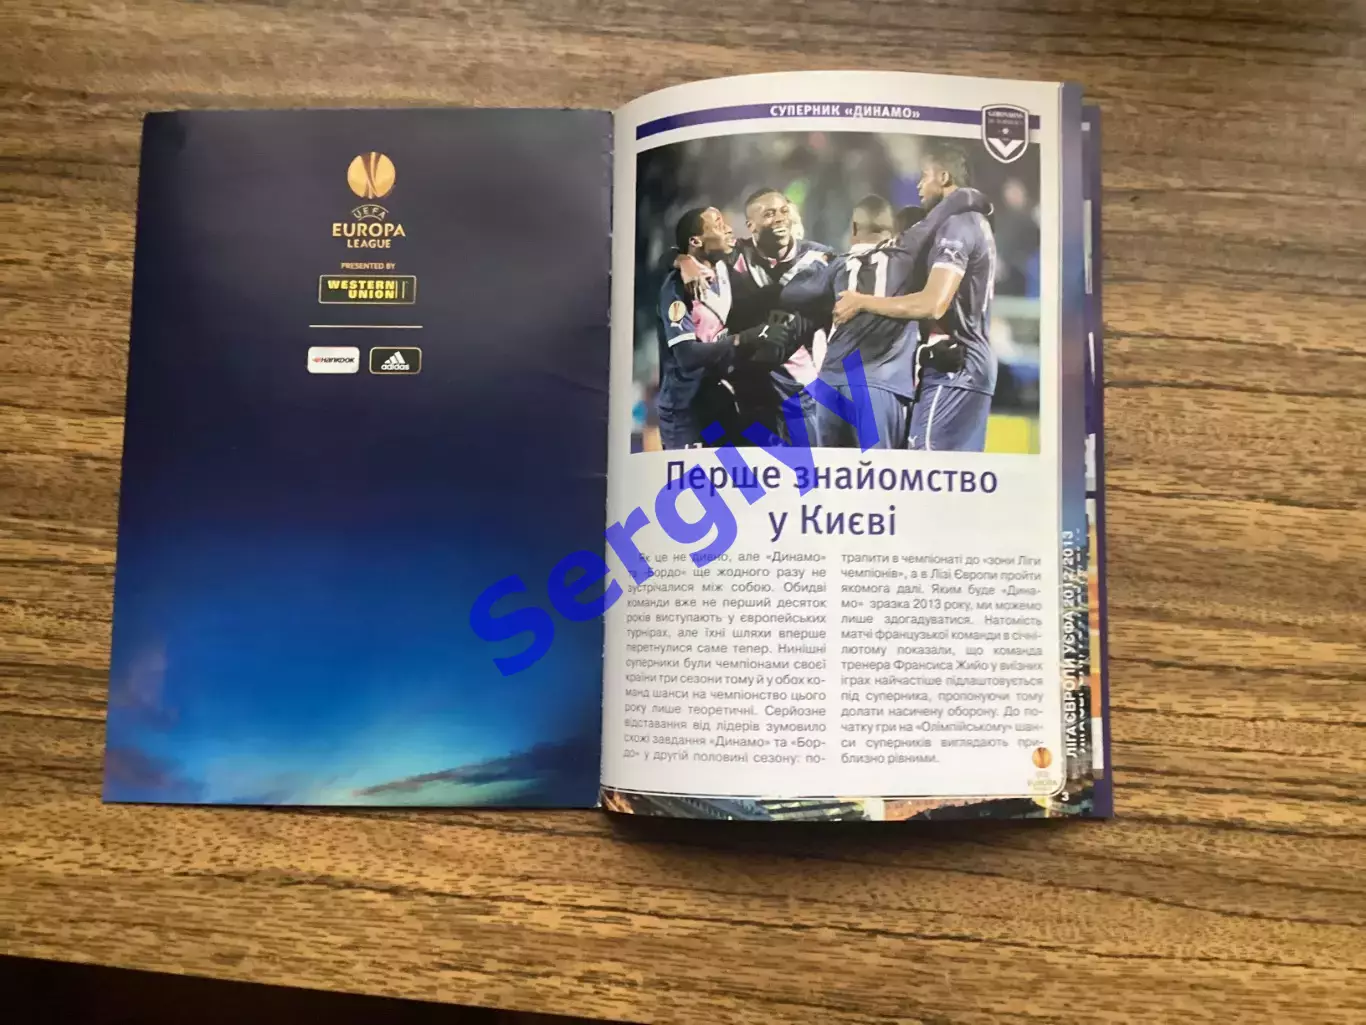 UEFA
EUROPA
LEAGUE
PRESENTED BY
WESTERN
UNION
HANKOOK
adidas
СУПЕРНИК «ДИНАМО»
GIRONDINS
11
Перше знайомство
у Києві
Як це не дивно, але «Динамо»
та «Бордо» ще жодного разу не
зустрічалися між собою. Обидві
команди вже не перший десяток
років виступають у європейських
турнірах, але їхні шляхи вперше
перетнулися саме тепер. Нинішні
суперники були чемпіонами своєї
країни три сезони тому й у обох ко-
манд шанси на чемпіонство цього
року лише теоретичні. Серйозне
відставання від лідерів зумовило
схожі завдання «Динамо» та «Бор-
до» у другій половині сезону: по-
трапити в чемпіонаті до «зони Ліги
чемпіонів», а в Лізі Європи пройти
якомога далі. Яким буде «Дина-
мо» зразка 2013 року, ми можемо
лише здогадуватися. Натомість
матчі французької команди в січні-
лютому показали, що команда
тренера Франсиса Жийо у виїзних
іграх найчастіше підлаштовується
під суперника, пропонуючи тому
долати насичену оборону. До по-
чатку гри на «Олімпійському» шан-
си суперників виглядають при-
близно рівними.
ЛІГА ЄВРОПИ УЄФА 2012/2013
3
Sergiyy